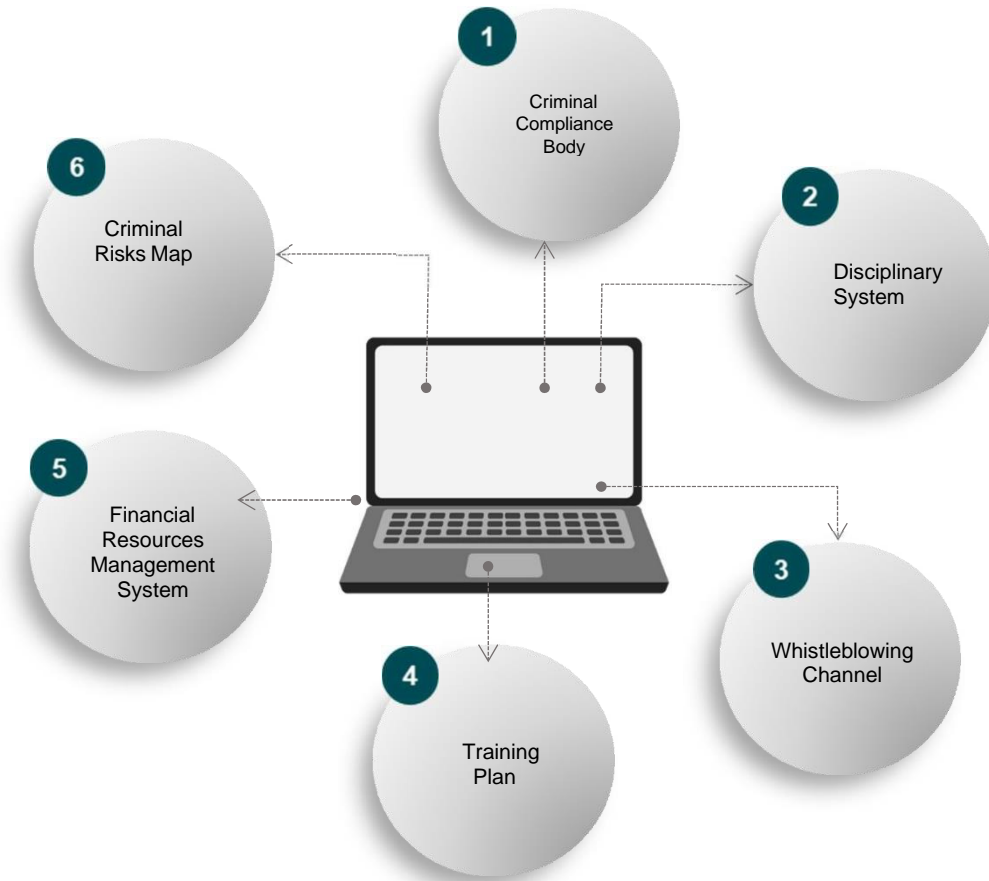 1
Criminal
Compliance
Body
2
Disciplinary
System
3
Whistleblowing
Channel
4
Training
Plan
5
Financial
Resources
Management
System
6
Criminal
Risks Map